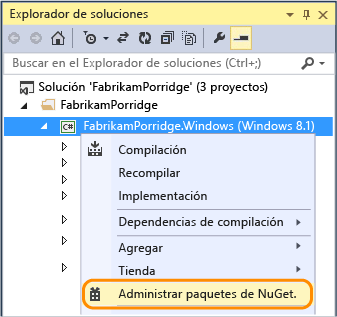 Explorador de soluciones
Buscar en el Explorador de soluciones (Ctrl+;)
Solución 'FabrikamPorridge' (3 proyectos)
FabrikamPorridge
C# FabrikamPorridge.Windows (Windows 8.1)
Compilación
Recompilar
Implementación
Dependencias de compilación
Agregar
Tienda
Administrar paquetes de NuGet.